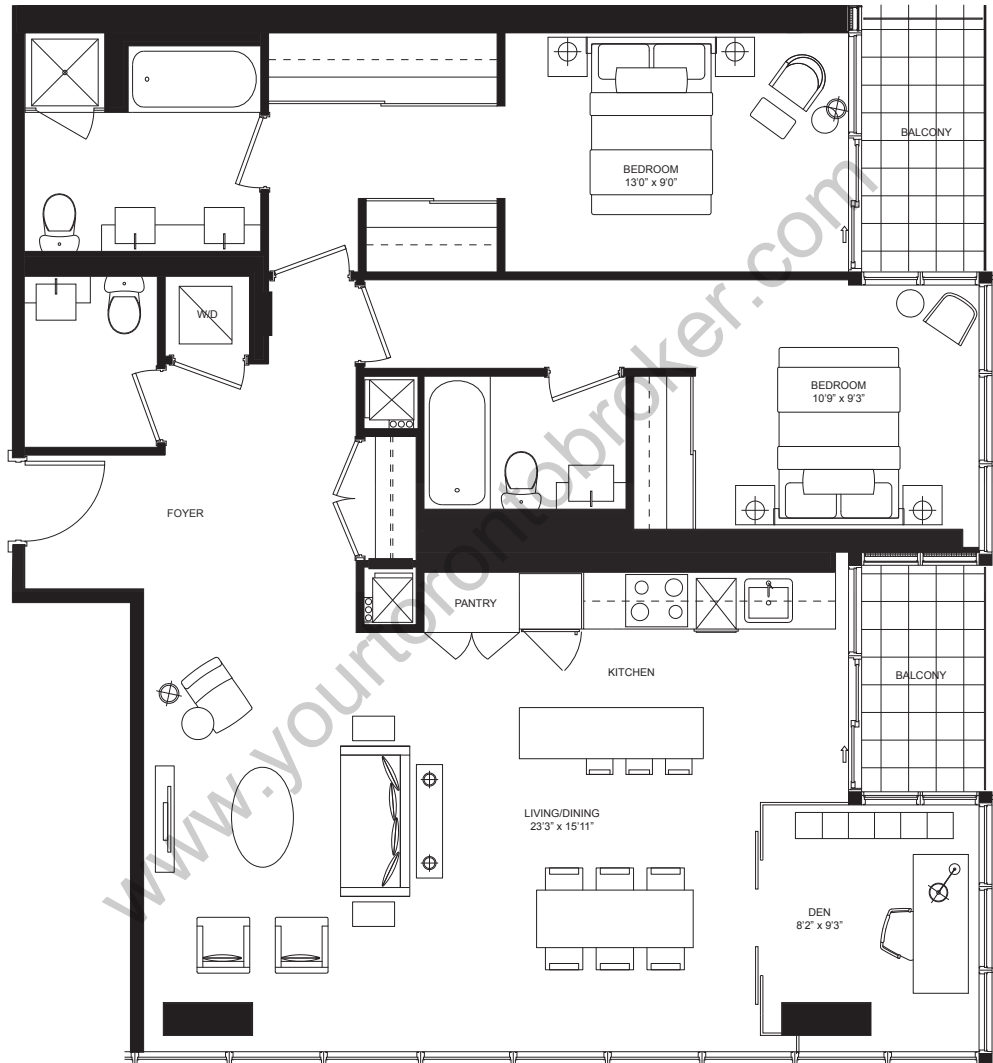 BALCONY
BEDROOM
13'0" x 9'0"
W/D
BEDROOM
10'9" x 9'3"
FOYER
PANTRY
KITCHEN
BALCONY
LIVING/DINING
23'3" x 15'11"
DEN
8'2" x 9'3"
www.yourtorontobroker.com